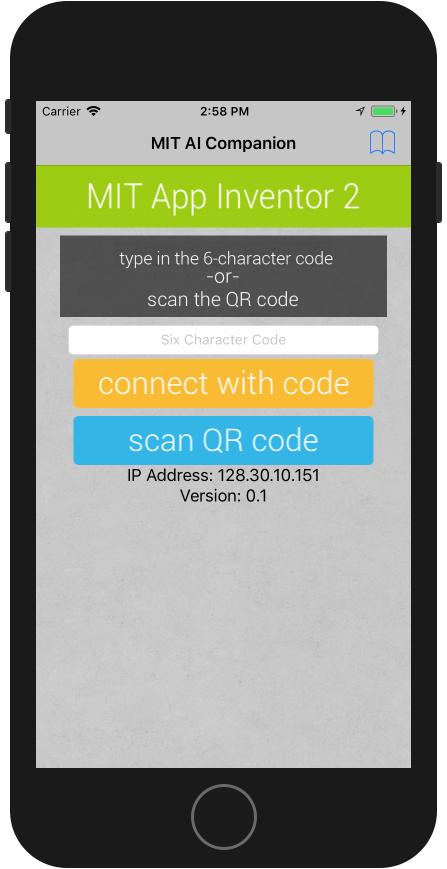 Carrier 2:58 PM
MIT AI Companion
MIT App Inventor 2
type in the 6-character code
-or-
scan the QR code
Six Character Code
connect with code
scan QR code
IP Address: 128.30.10.151
Version: 0.1